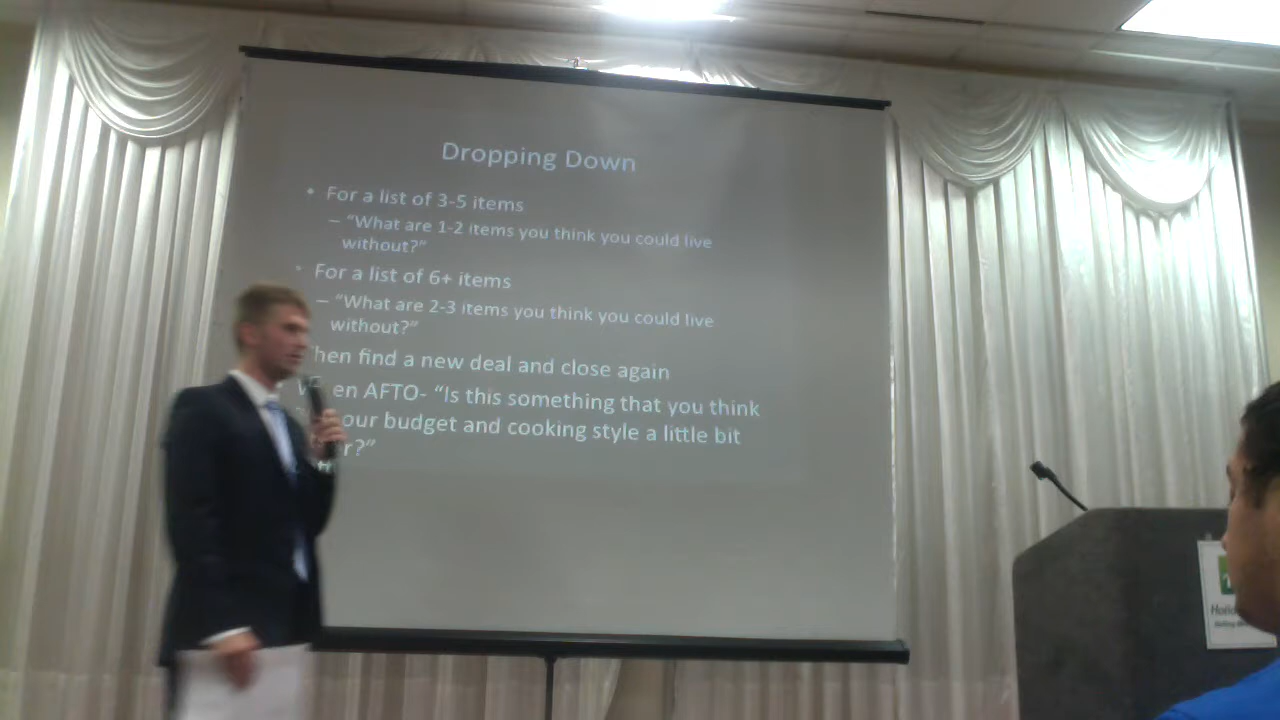 Dropping Down
• For a list of 3-5 items
– “What are 1-2 items you think you could live
without?”
• For a list of 6+ items
– “What are 2-3 items you think you could live
without?”
hen find a new deal and close again
en AFTO- “Is this something that you think
our budget and cooking style a little bit
r?”